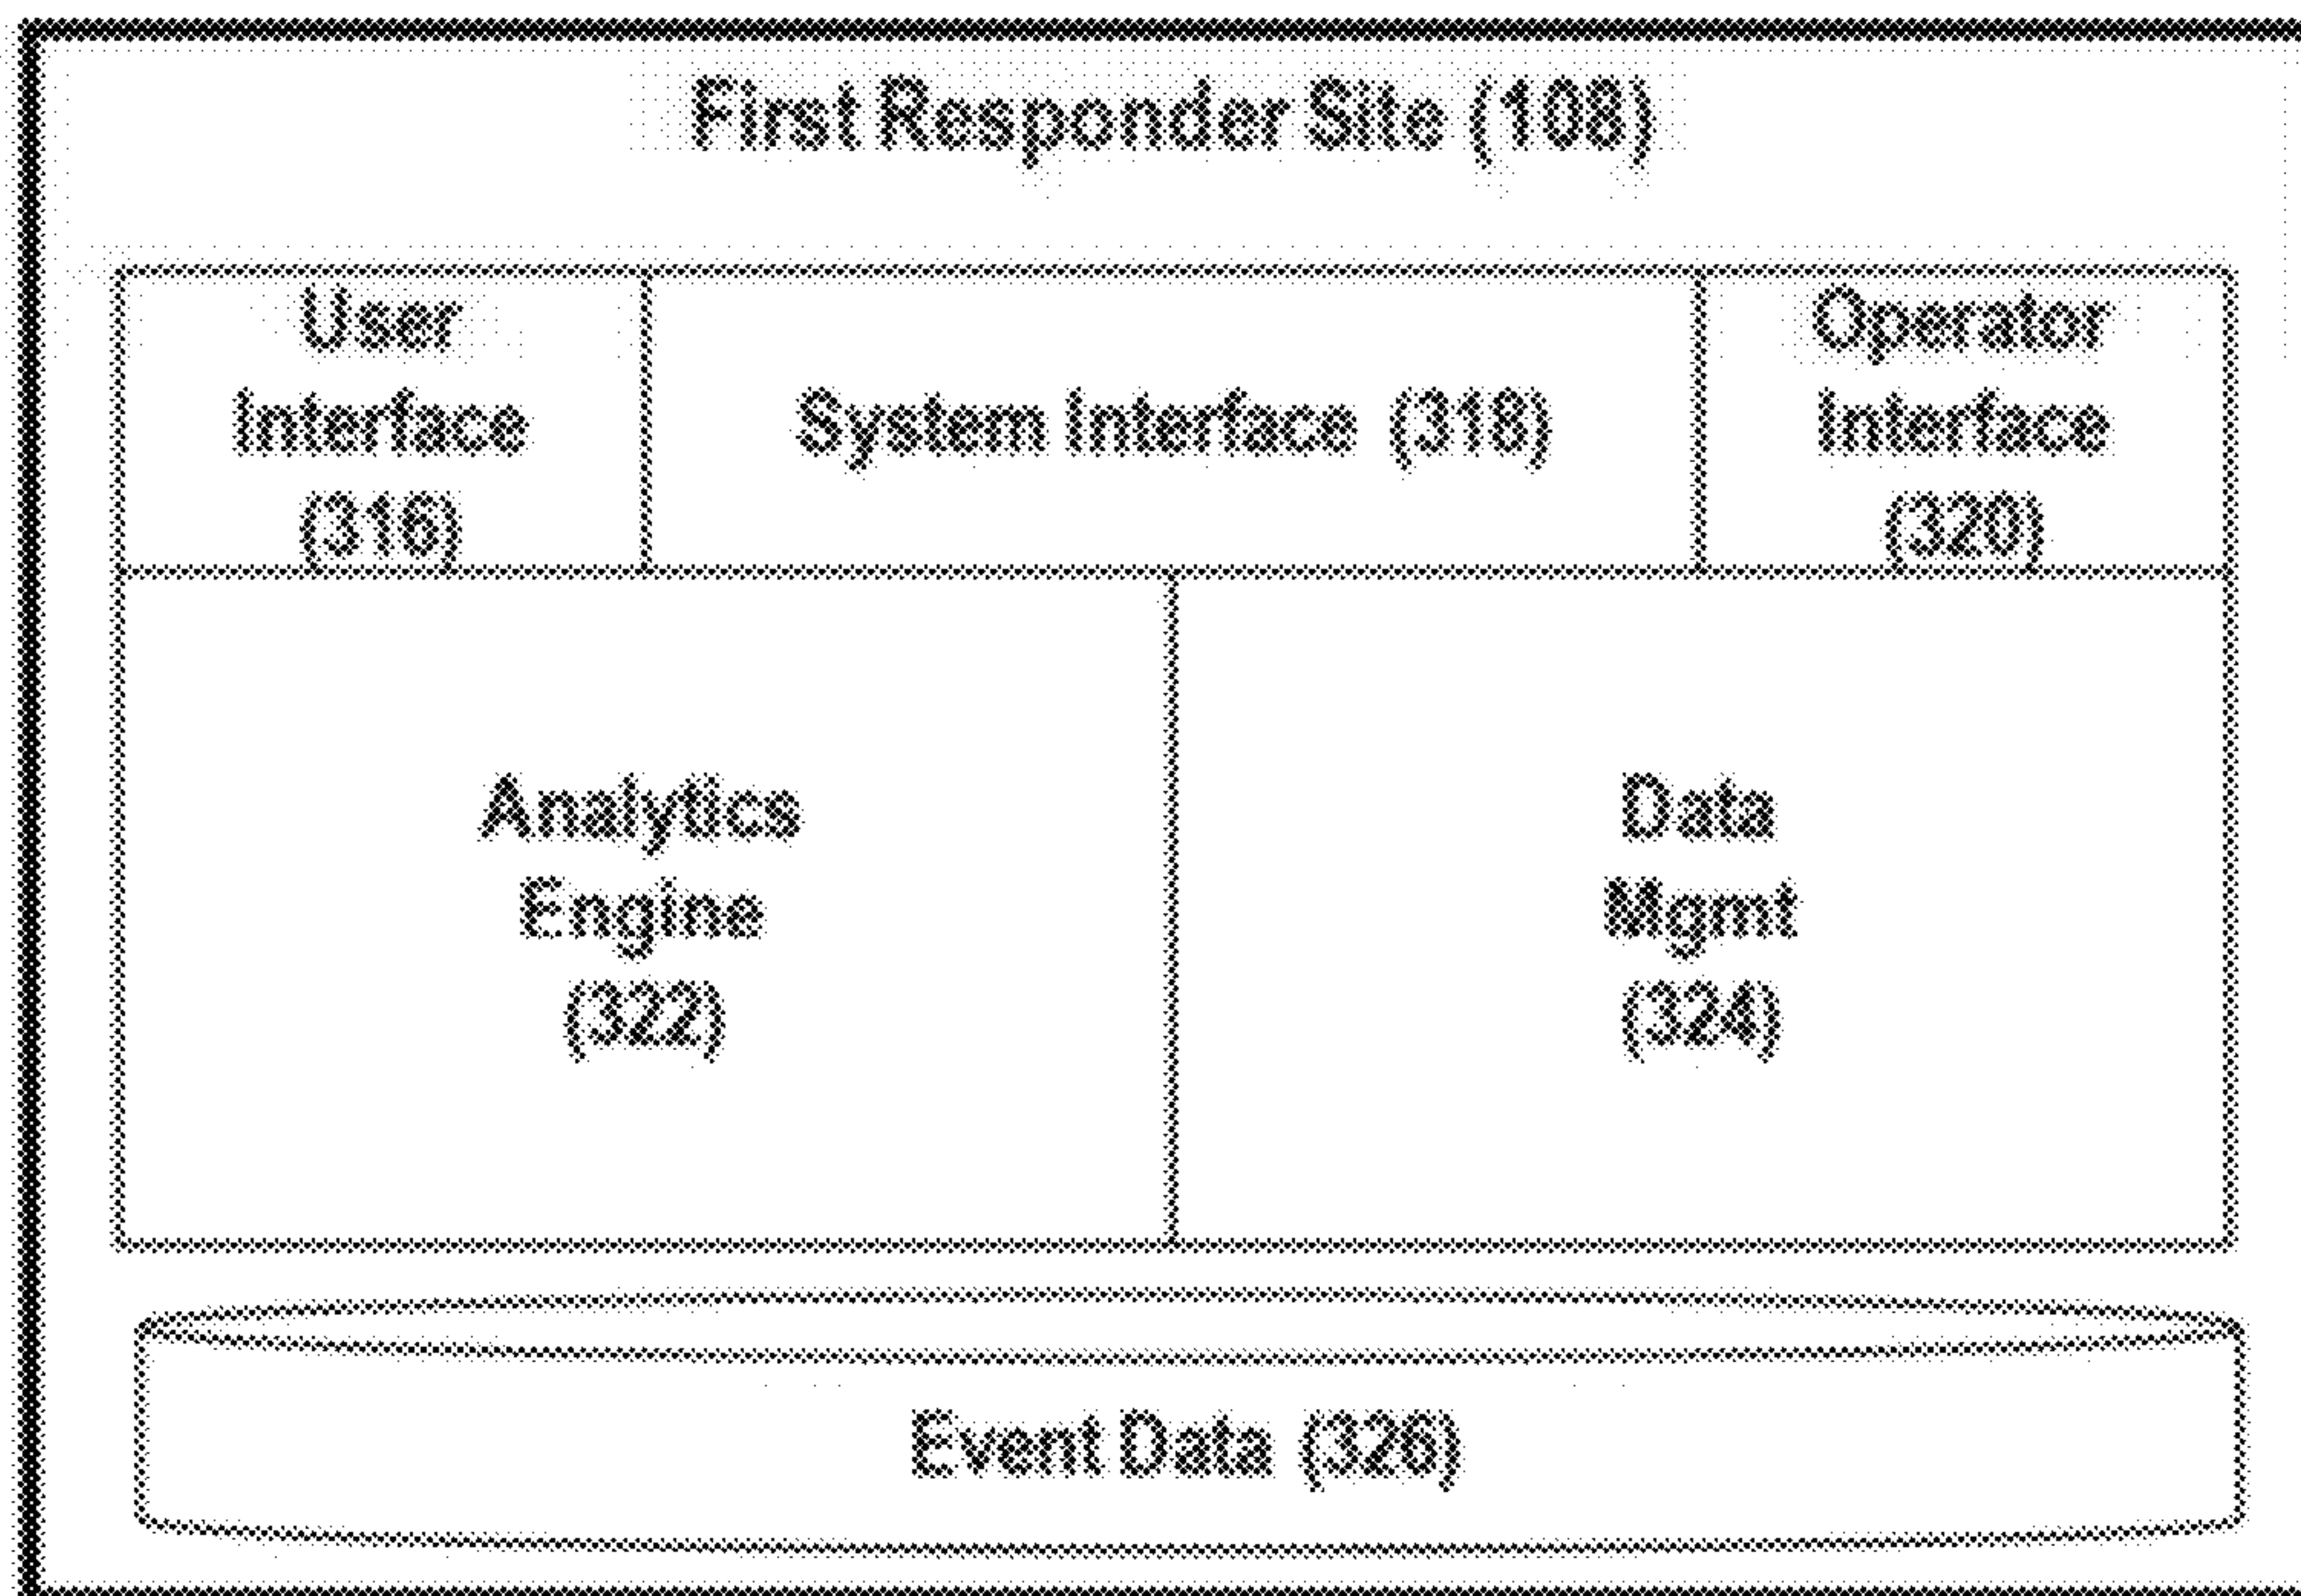 First Responder Site (108)
User
Interface
(316)
System Interface (318)
Operator
Interface
(320)
Analytics
Engine
(322)
Data
Mgmt
(324)
Event Data (326)